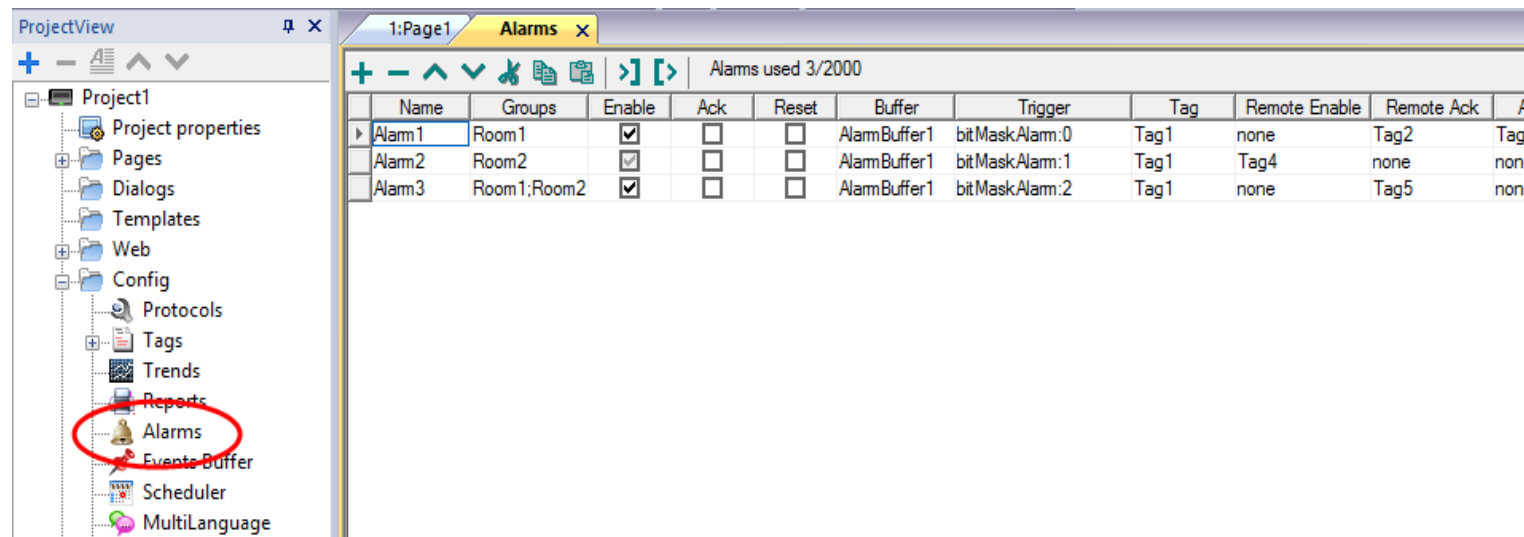 ProjectView
1:Page1
Alarms
Alarms used 3/2000
Project1
Project properties
Pages
Dialogs
Templates
Web
Config
Protocols
Tags
Trends
Reports
Alarms
Events Buffer
Scheduler
MultiLanguage
Name Groups Enable Ack Reset Buffer Trigger Tag Remote Enable Remote Ack A
Alarm1 Room1 AlarmBuffer1 bitMaskAlarm:0 Tag1 none Tag2 Tag
Alarm2 Room2 AlarmBuffer1 bitMaskAlarm:1 Tag1 Tag4 none non
Alarm3 Room1;Room2 AlarmBuffer1 bitMaskAlarm:2 Tag1 none Tag5 non